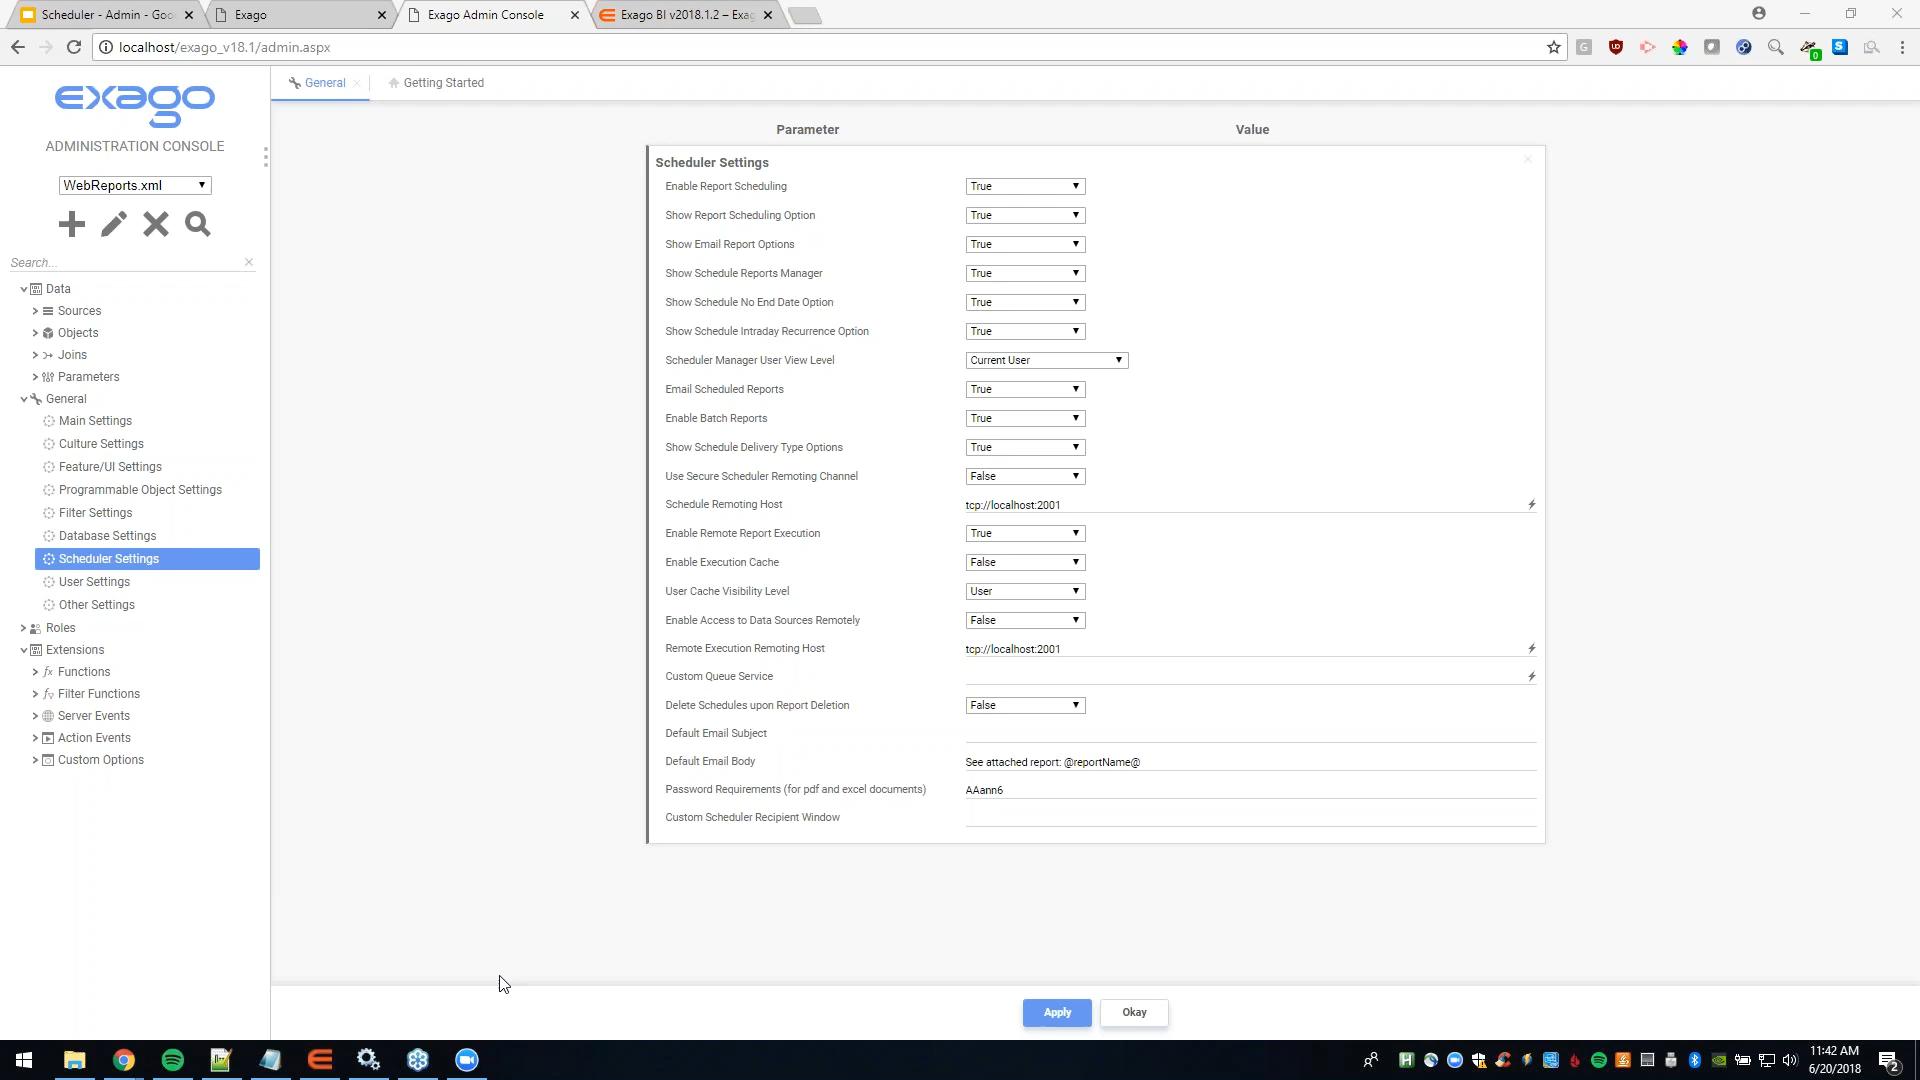 Scheduler - Admin - Goo
Exago
Exago Admin Console
Exago BI v2018.1.2 – Exag
localhost/exago_v18.1/admin.aspx
exago
ADMINISTRATION CONSOLE
WebReports.xml
Search...
Data
Sources
Objects
Joins
Parameters
General
Main Settings
Culture Settings
Feature/UI Settings
Programmable Object Settings
Filter Settings
Database Settings
Scheduler Settings
User Settings
Other Settings
Roles
Extensions
Functions
Filter Functions
Server Events
Action Events
Custom Options
General
Getting Started
Parameter Value
Scheduler Settings
Enable Report Scheduling True
Show Report Scheduling Option True
Show Email Report Options True
Show Schedule Reports Manager True
Show Schedule No End Date Option True
Show Schedule Intraday Recurrence Option True
Scheduler Manager User View Level Current User
Email Scheduled Reports True
Enable Batch Reports True
Show Schedule Delivery Type Options True
Use Secure Scheduler Remoting Channel False
Schedule Remoting Host tcp://localhost:2001
Enable Remote Report Execution True
Enable Execution Cache False
User Cache Visibility Level User
Enable Access to Data Sources Remotely False
Remote Execution Remoting Host tcp://localhost:2001
Custom Queue Service
Delete Schedules upon Report Deletion False
Default Email Subject
Default Email Body See attached report: @reportName@
Password Requirements (for pdf and excel documents) AAann6
Custom Scheduler Recipient Window
Apply
Okay
11:42 AM
6/20/2018
2